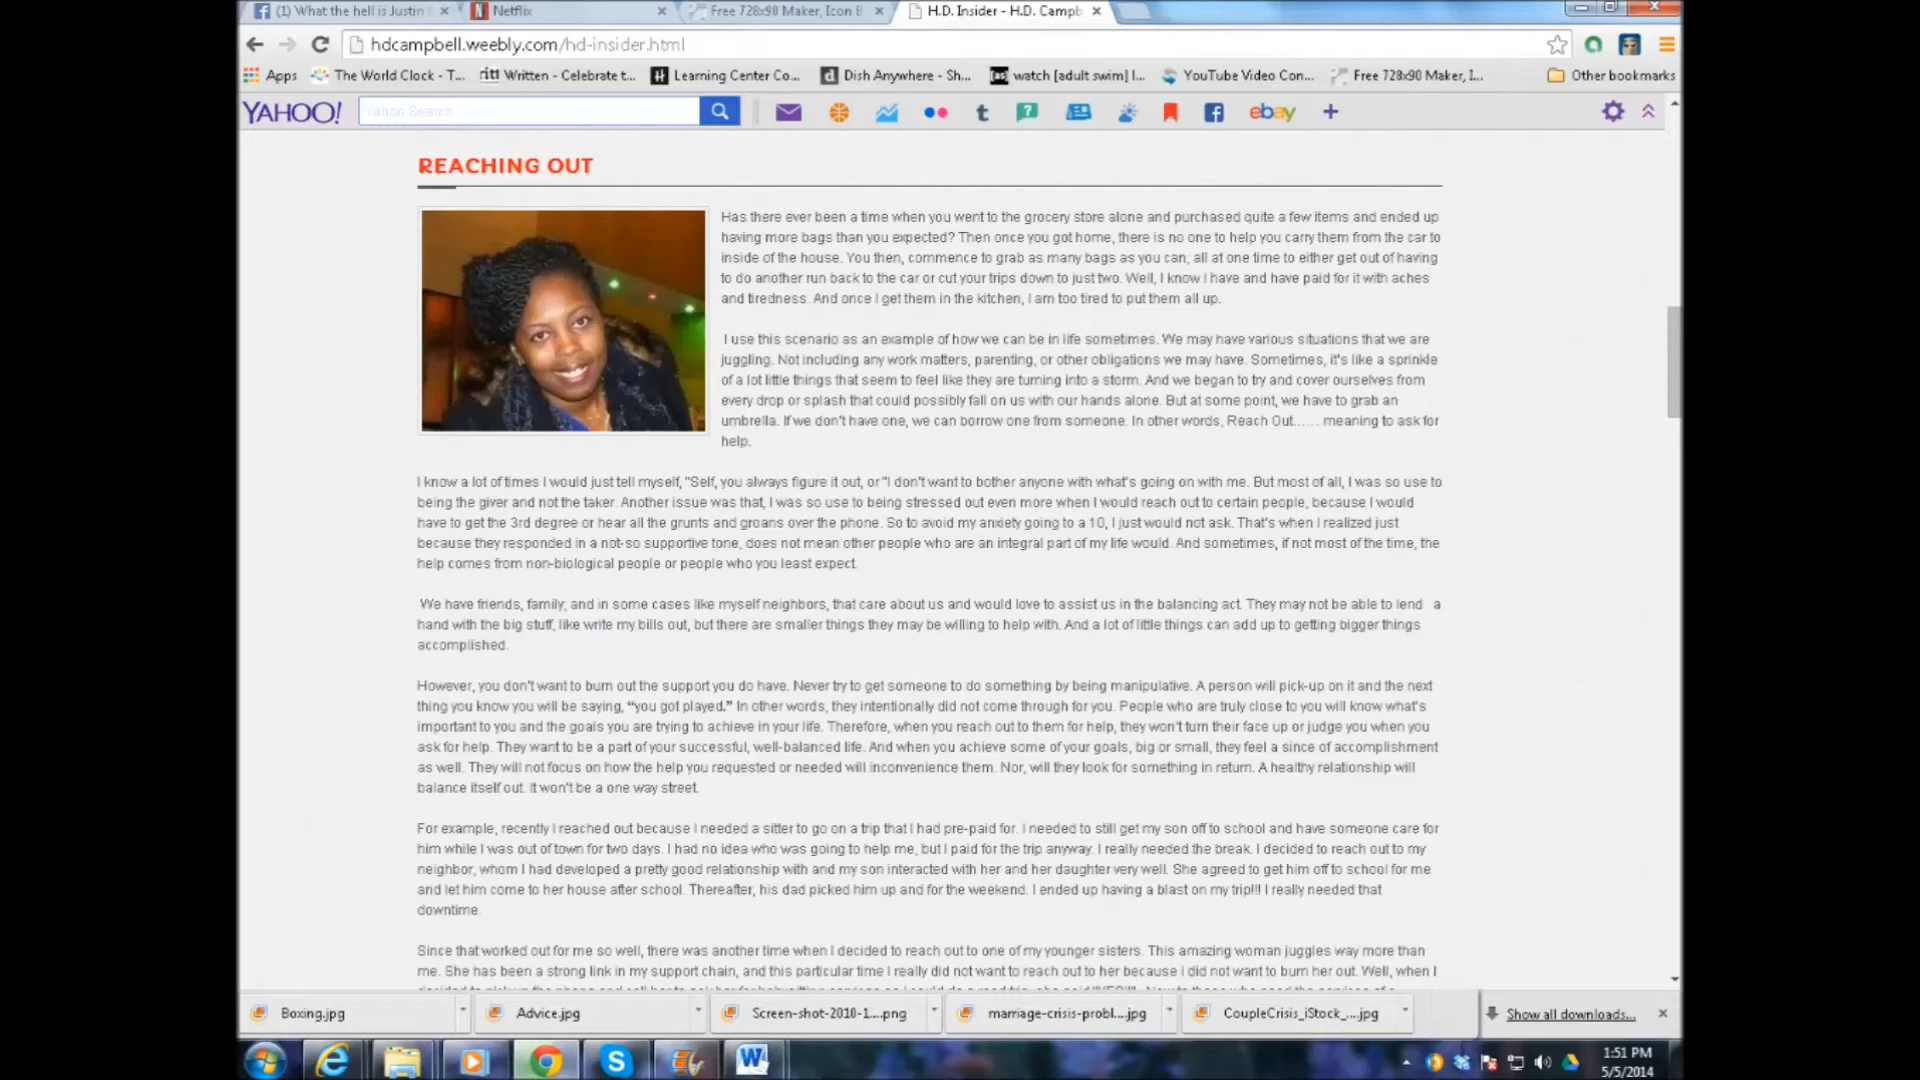 (1) What the hell is Justin
Netflix
Free 728x90 Maker, Icon B
H.D. Insider - H.D. Campb
hdcampbell.weebly.com/hd-insider.html
Apps
The World Clock - T...
ritt Written - Celebrate t...
Learning Center Co...
Dish Anywhere - Sh...
watch [adult swim] l...
YouTube Video Con...
Free 728x90 Maker, I...
Other bookmarks
YAHOO!
Yahoo Search
ebay
REACHING OUT
Has there ever been a time when you went to the grocery store alone and purchased quite a few items and ended up
having more bags than you expected? Then once you got home, there is no one to help you carry them from the car to
inside of the house. You then, commence to grab as many bags as you can, all at one time to either get out of having
to do another run back to the car or cut your trips down to just two. Well, I know I have and have paid for it with aches
and tiredness. And once I get them in the kitchen, I am too tired to put them all up.
I use this scenario as an example of how we can be in life sometimes. We may have various situations that we are
juggling. Not including any work matters, parenting, or other obligations we may have. Sometimes, it's like a sprinkle
of a lot little things that seem to feel like they are turning into a storm. And we began to try and cover ourselves from
every drop or splash that could possibly fall on us with our hands alone. But at some point, we have to grab an
umbrella. If we don't have one, we can borrow one from someone. In other words, Reach Out...... meaning to ask for
help.
I know a lot of times I would just tell myself, "Self, you always figure it out, or "I don't want to bother anyone with what's going on with me. But most of all, I was so use to
being the giver and not the taker. Another issue was that, I was so use to being stressed out even more when I would reach out to certain people, because I would
have to get the 3rd degree or hear all the grunts and groans over the phone. So to avoid my anxiety going to a 10, I just would not ask. That's when I realized just
because they responded in a not-so supportive tone, does not mean other people who are an integral part of my life would. And sometimes, if not most of the time, the
help comes from non-biological people or people who you least expect.
We have friends, family; and in some cases like myself neighbors, that care about us and would love to assist us in the balancing act. They may not be able to lend a
hand with the big stuff, like write my bills out, but there are smaller things they may be willing to help with. And a lot of little things can add up to getting bigger things
accomplished.
However, you don't want to burn out the support you do have. Never try to get someone to do something by being manipulative. A person will pick-up on it and the next
thing you know you will be saying, "you got played." In other words, they intentionally did not come through for you. People who are truly close to you will know what's
important to you and the goals you are trying to achieve in your life. Therefore, when you reach out to them for help, they won't turn their face up or judge you when you
ask for help. They want to be a part of your successful, well-balanced life. And when you achieve some of your goals, big or small, they feel a since of accomplishment
as well. They will not focus on how the help you requested or needed will inconvenience them. Nor, will they look for something in return. A healthy relationship will
balance itself out. It won't be a one way street.
For example, recently I reached out because I needed a sitter to go on a trip that I had pre-paid for. I needed to still get my son off to school and have someone care for
him while I was out of town for two days. I had no idea who was going to help me, but I paid for the trip anyway. I really needed the break. I decided to reach out to my
neighbor, whom I had developed a pretty good relationship with and my son interacted with her and her daughter very well. She agreed to get him off to school for me
and let him come to her house after school. Thereafter, his dad picked him up and for the weekend. I ended up having a blast on my trip!!! I really needed that
downtime.
Since that worked out for me so well, there was another time when I decided to reach out to one of my younger sisters. This amazing woman juggles way more than
me. She has been a strong link in my support chain, and this particular time I really did not want to reach out to her because I did not want to burn her out. Well, when I
Boxing.jpg
Advice.jpg
Screen-shot-2010-1....png
marriage-crisis-probl....jpg
CoupleCrisis_iStock_....jpg
Show all downloads...
1:51 PM
5/5/2014